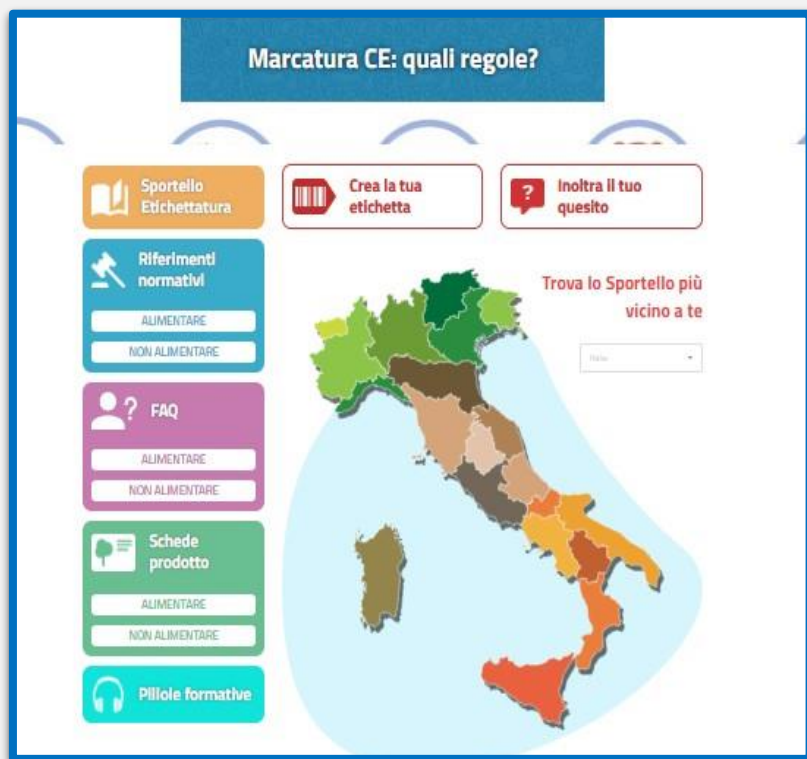 Marcatura CE: quali regole?
Sportello
Etichettatura
Crea la tua
etichetta
?
Inoltra il tuo
quesito
Riferimenti
normativi
ALIMENTARE
NON ALIMENTARE
Trova lo Sportello più
vicino a te
? FAQ
ALIMENTARE
NON ALIMENTARE
Schede
prodotto
ALIMENTARE
NON ALIMENTARE
Pillole formative